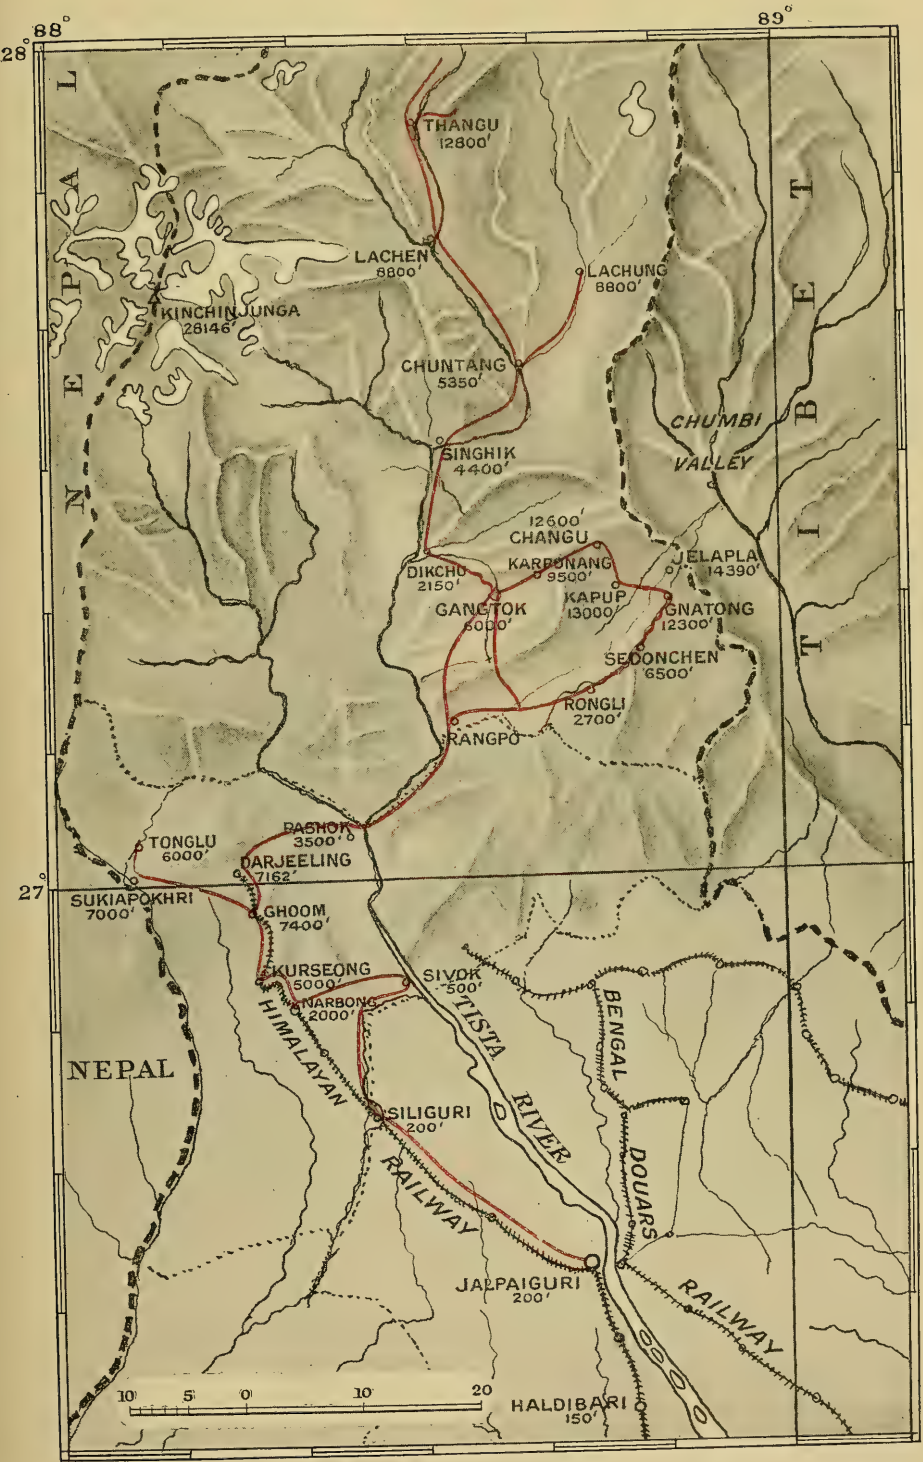 88°
89°
28°
NEPAL
TIBET
THANGU
12800'
LACHEN
8800'
LACHUNG
8800'
KINCHINJUNGA
28146'
CHUNTANG
5350'
CHUMBI
VALLEY
SINGHIK
4400'
12600'
CHANGU
DIKCHU
2150'
KARPONANG
9500'
JELAPLA
14390'
GANGTOK
6000'
KAPUP
13000'
GNATONG
12300'
SEDONCHEN
6500'
RONGLI
2700'
RANGPO
PASHOK
3500'
TONGLU
6000'
DARJEELING
7162'
27°
SUKIAPOKHRI
7000'
GHOOM
7400'
KURSEONG
5000'
SIVOK
500'
NARBONG
2000'
HIMALAYAN
RAILWAY
TISTA
RIVER
BENGAL
DOUARS
RAILWAY
NEPAL
SILIGURI
200'
JALPAIGURI
200'
10 5 0 10 20
HALDIBARI
150'